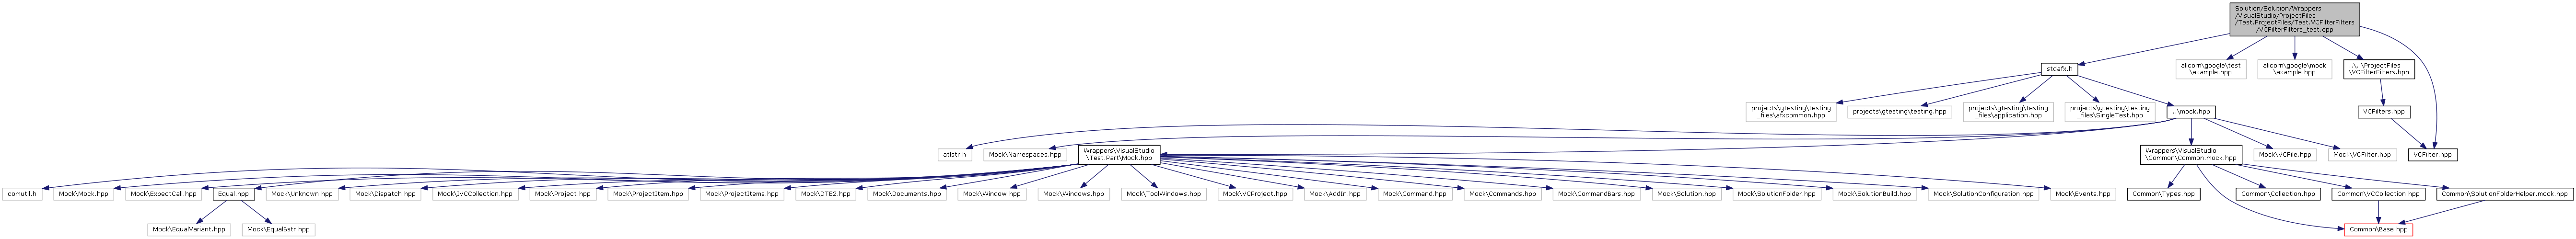 Solution/Solution/Wrappers
/VisualStudio/ProjectFiles
/Test.ProjectFiles/Test.VCFilterFilters
/VCFilterFilters_test.cpp
stdafx.h
alicorn\google\test
\example.hpp
alicorn\google\mock
\example.hpp
..\..\ProjectFiles
\VCFilterFilters.hpp
projects\gtesting\testing
_files\afxcommon.hpp
projects\gtesting\testing.hpp
projects\gtesting\testing
_files\application.hpp
projects\gtesting\testing
_files\SingleTest.hpp
..\mock.hpp
VCFilters.hpp
atlstr.h
Mock\Namespaces.hpp
Wrappers\VisualStudio
\Test.Part\Mock.hpp
Wrappers\VisualStudio
\Common\Common.mock.hpp
Mock\VCFile.hpp
Mock\VCFilter.hpp
VCFilter.hpp
comutil.h
Mock\Mock.hpp
Mock\ExpectCall.hpp
Equal.hpp
Mock\Unknown.hpp
Mock\Dispatch.hpp
Mock\IVCCollection.hpp
Mock\Project.hpp
Mock\ProjectItem.hpp
Mock\ProjectItems.hpp
Mock\DTE2.hpp
Mock\Documents.hpp
Mock\Window.hpp
Mock\Windows.hpp
Mock\ToolWindows.hpp
Mock\VCProject.hpp
Mock\AddIn.hpp
Mock\Command.hpp
Mock\Commands.hpp
Mock\CommandBars.hpp
Mock\Solution.hpp
Mock\SolutionFolder.hpp
Mock\SolutionBuild.hpp
Mock\SolutionConfiguration.hpp
Mock\Events.hpp
Common\Types.hpp
Common\Collection.hpp
Common\VCCollection.hpp
Common\SolutionFolderHelper.mock.hpp
Mock\EqualVariant.hpp
Mock\EqualBstr.hpp
Common\Base.hpp